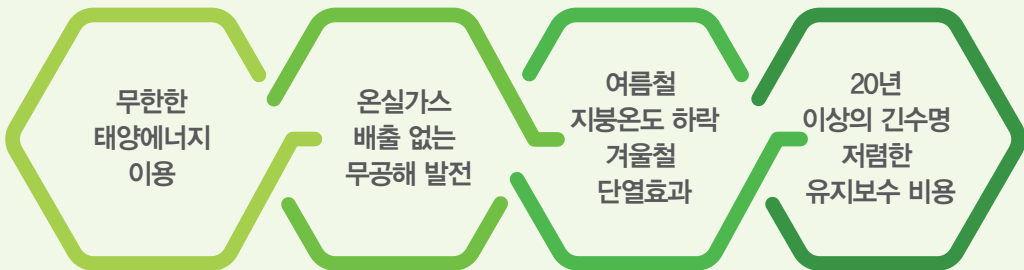 무한한
태양에너지
이용
온실가스
배출 없는
무공해 발전
여름철
지붕온도 하락
겨울철
단열효과
20년
이상의 긴수명
저렴한
유지보수 비용